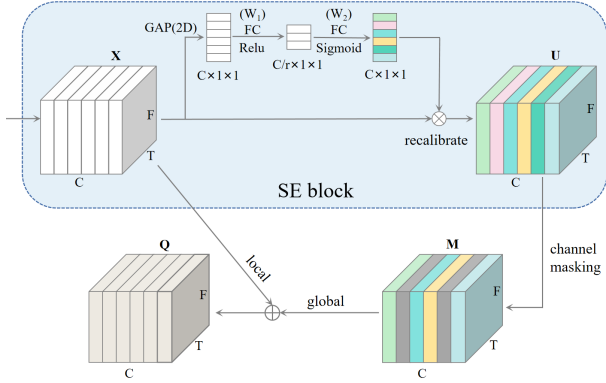 GAP(2D)
(W₁)
FC
Relu
(W₂)
FC
Sigmoid
C×1×1
C/r×1×1
C×1×1
X
F
T
C
recalibrate
U
F
T
C
SE block
local
channel
masking
Q
F
T
C
global
M
F
T
C